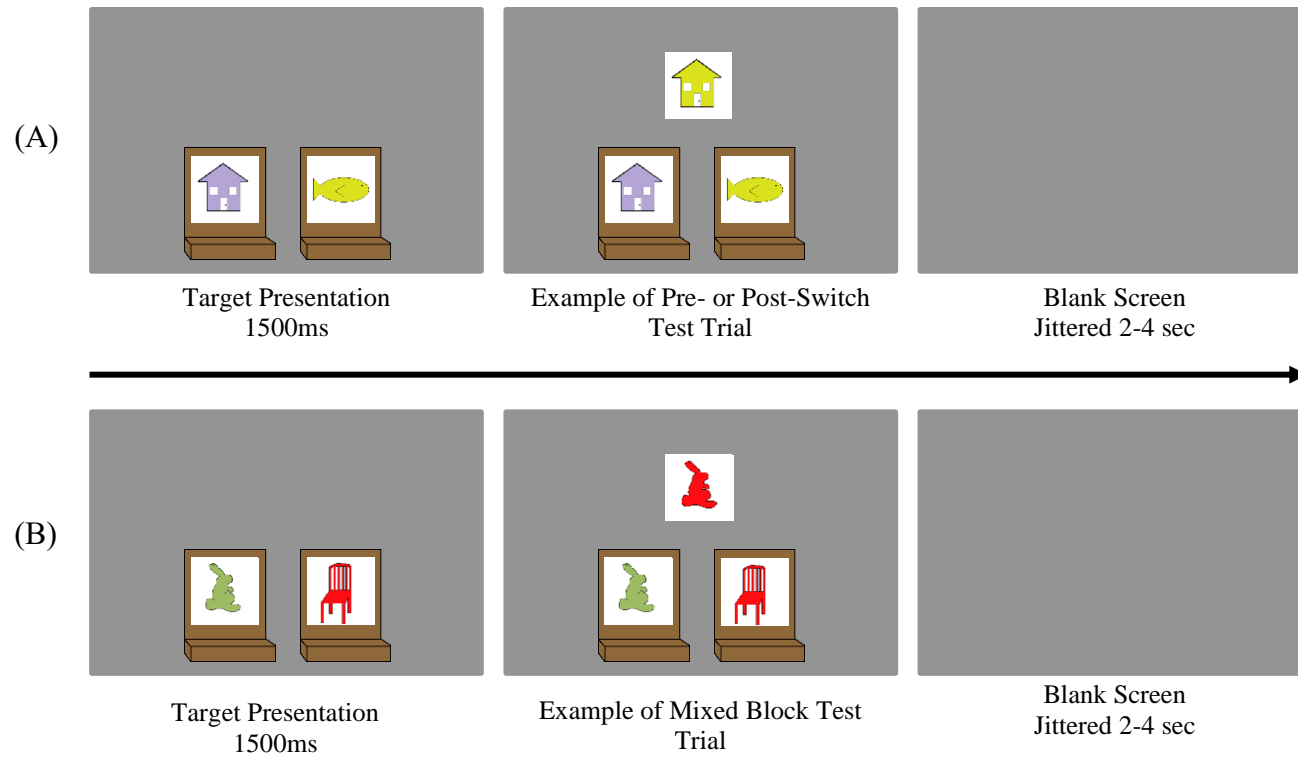 (A)
Target Presentation
1500ms
Example of Pre- or Post-Switch
Test Trial
Blank Screen
Jittered 2-4 sec
(B)
Target Presentation
1500ms
Example of Mixed Block Test
Trial
Blank Screen
Jittered 2-4 sec